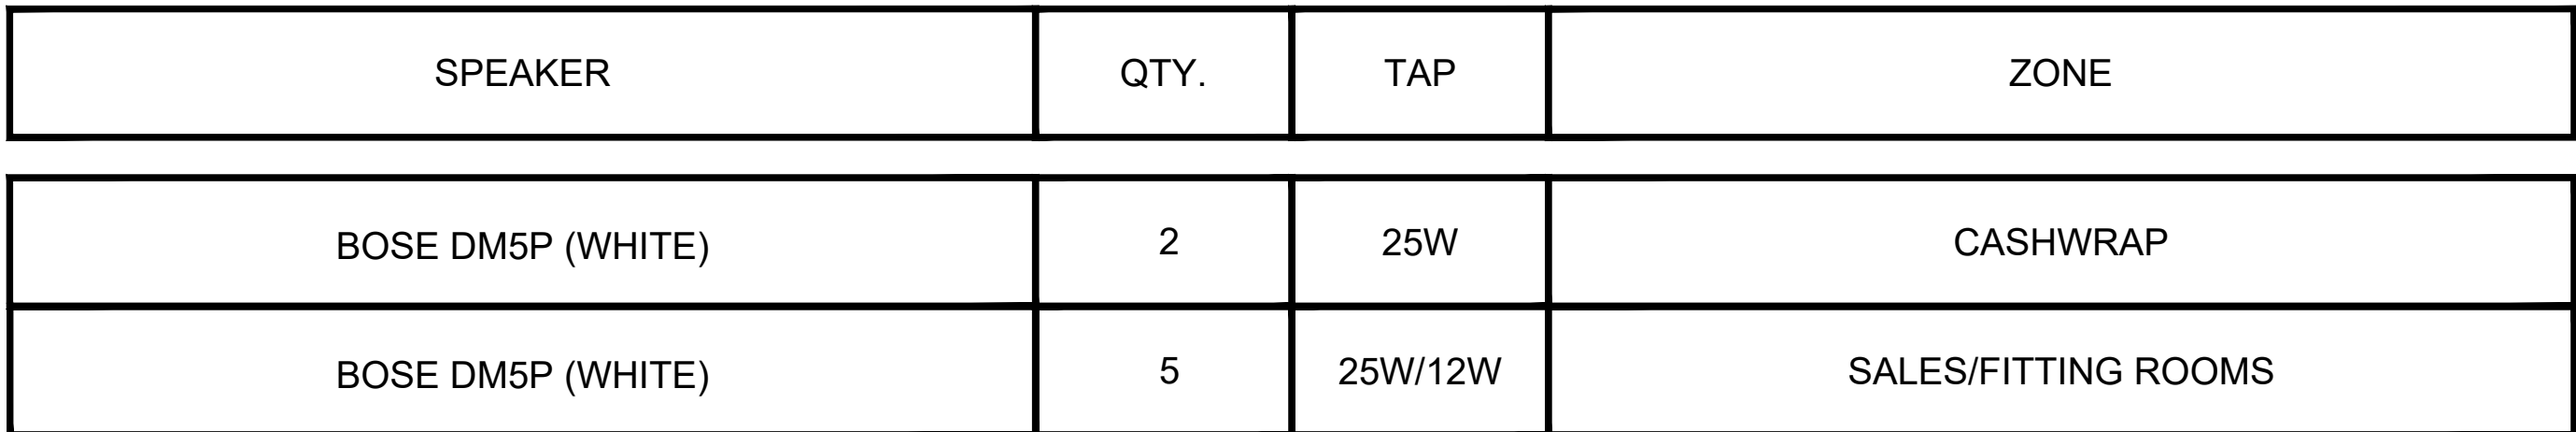 SPEAKER QTY. TAP ZONE
BOSE DM5P (WHITE) 2 25W CASHWRAP
BOSE DM5P (WHITE) 5 25W/12W SALES/FITTING ROOMS